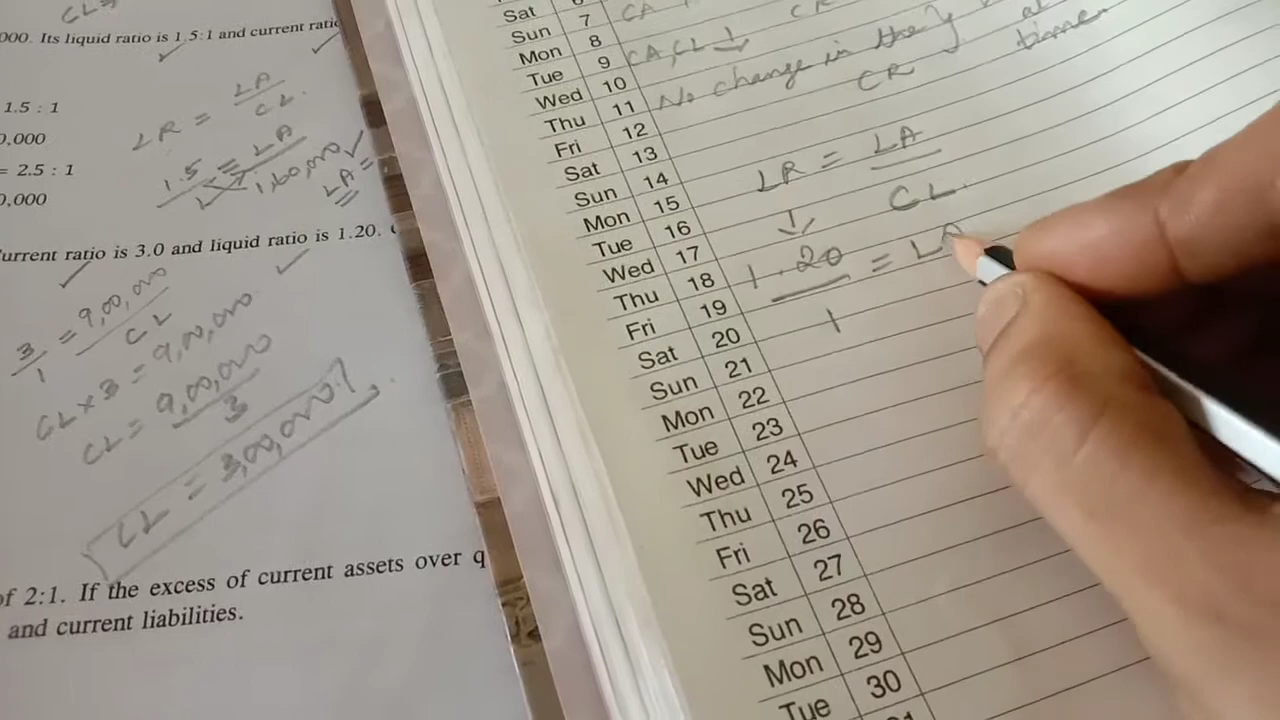 CL=
000. Its liquid ratio is 1.5:1 and current ratio
1.5 : 1
0,000
= 2.5 : 1
0,000
LR = LA
CL.
1.5 = LA
1 1,60,000
LA =
urrent ratio is 3.0 and liquid ratio is 1.20.
3 = 9,00,000
1 CL
CL × 3 = 9,00,000
CL = 9,00,000
3
CL = 3,00,000/
of 2:1. If the excess of current assets over q
and current liabilities.
Sat 6
Sun 7 CA CR
Mon 8
Tue 9 CA, CL ↓
Wed 10 No change in the at
Thu 11 CR time
Fri 12
Sat 13
Sun 14 LR = LA
Mon 15 CL.
Tue 16 ↓
Wed 17 1.20 = LA
Thu 18 1
Fri 19
Sat 20
Sun 21
Mon 22
Tue 23
Wed 24
Thu 25
Fri 26
Sat 27
Sun 28
Mon 29
Tue 30